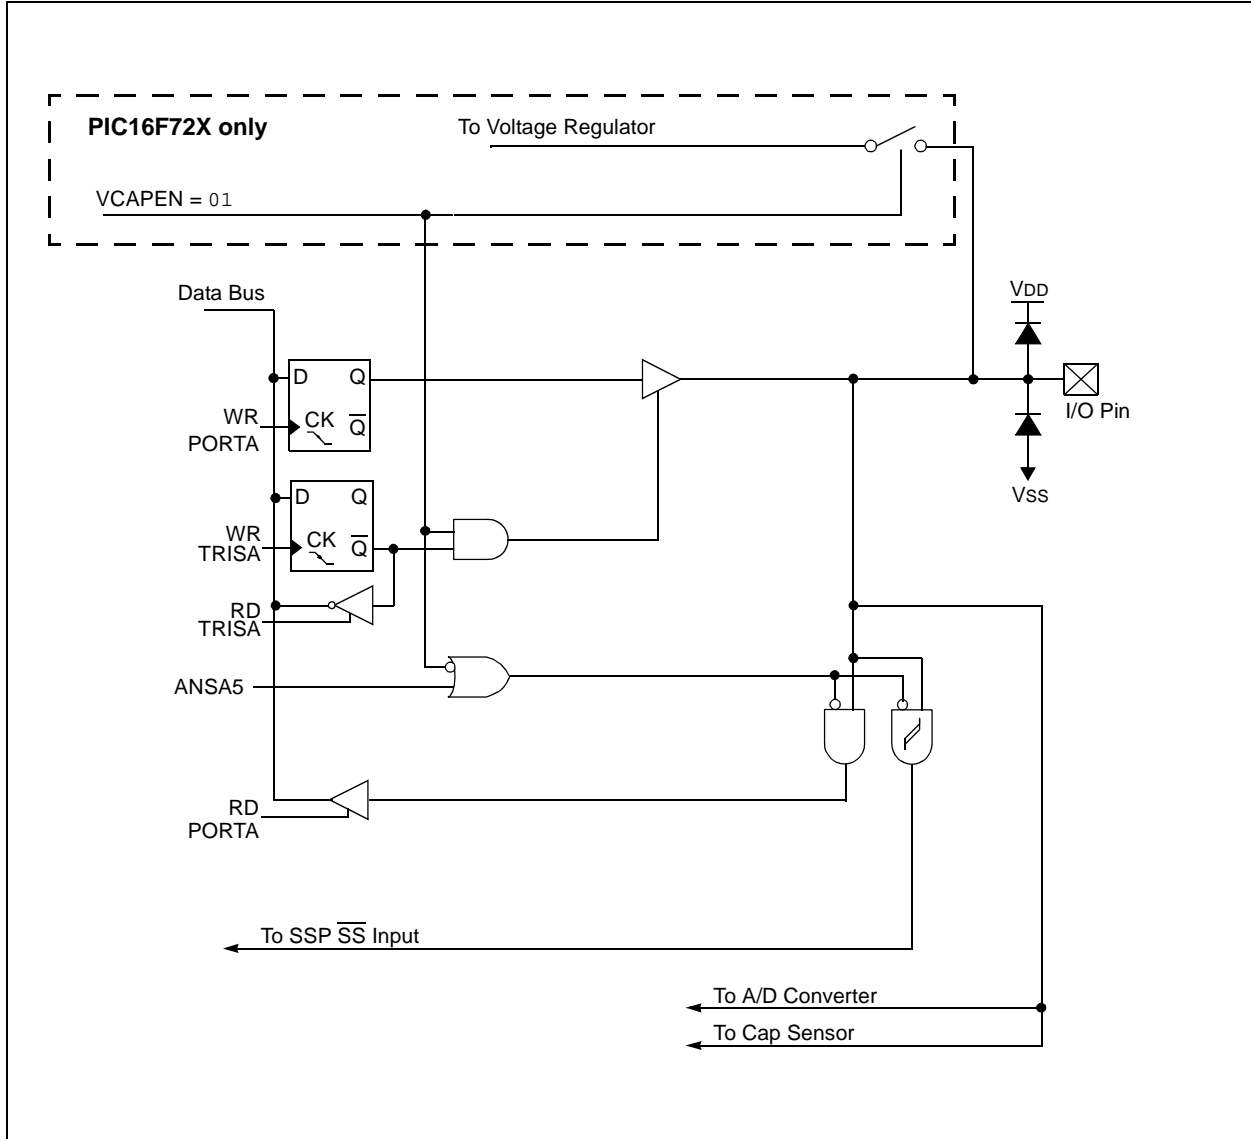 PIC16F72X only
To Voltage Regulator
VCAPEN = 01
Data Bus
VDD
D Q
WR
PORTA
CK Q̅
I/O Pin
VSS
D Q
WR
TRISA
CK Q̅
RD
TRISA
ANSA5
RD
PORTA
To SSP S̅S̅ Input
To A/D Converter
To Cap Sensor